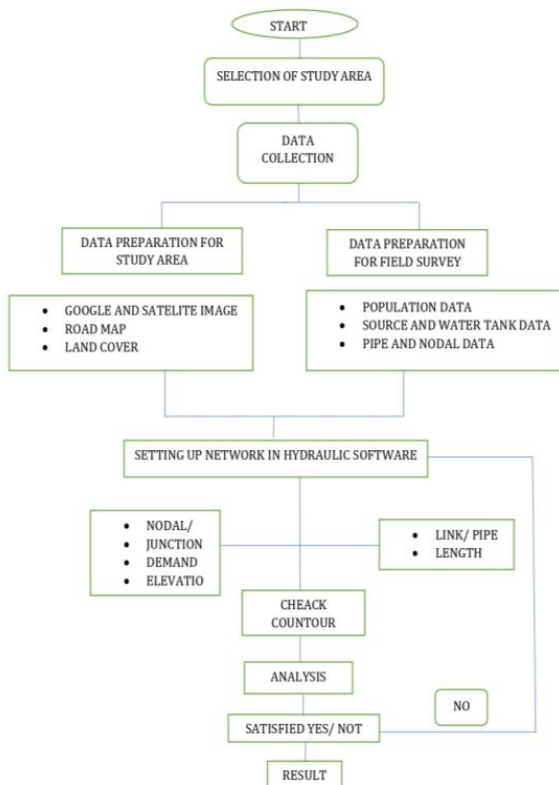 START
SELECTION OF STUDY AREA
DATA
COLLECTION
DATA PREPARATION FOR
STUDY AREA
DATA PREPARATION
FOR FIELD SURVEY
• GOOGLE AND SATELITE IMAGE
• ROAD MAP
• LAND COVER
• POPULATION DATA
• SOURCE AND WATER TANK DATA
• PIPE AND NODAL DATA
SETTING UP NETWORK IN HYDRAULIC SOFTWARE
• NODAL/
• JUNCTION
• DEMAND
• ELEVATIO
• LINK/ PIPE
• LENGTH
CHEACK
COUNTOUR
ANALYSIS
NO
SATISFIED YES/ NOT
RESULT